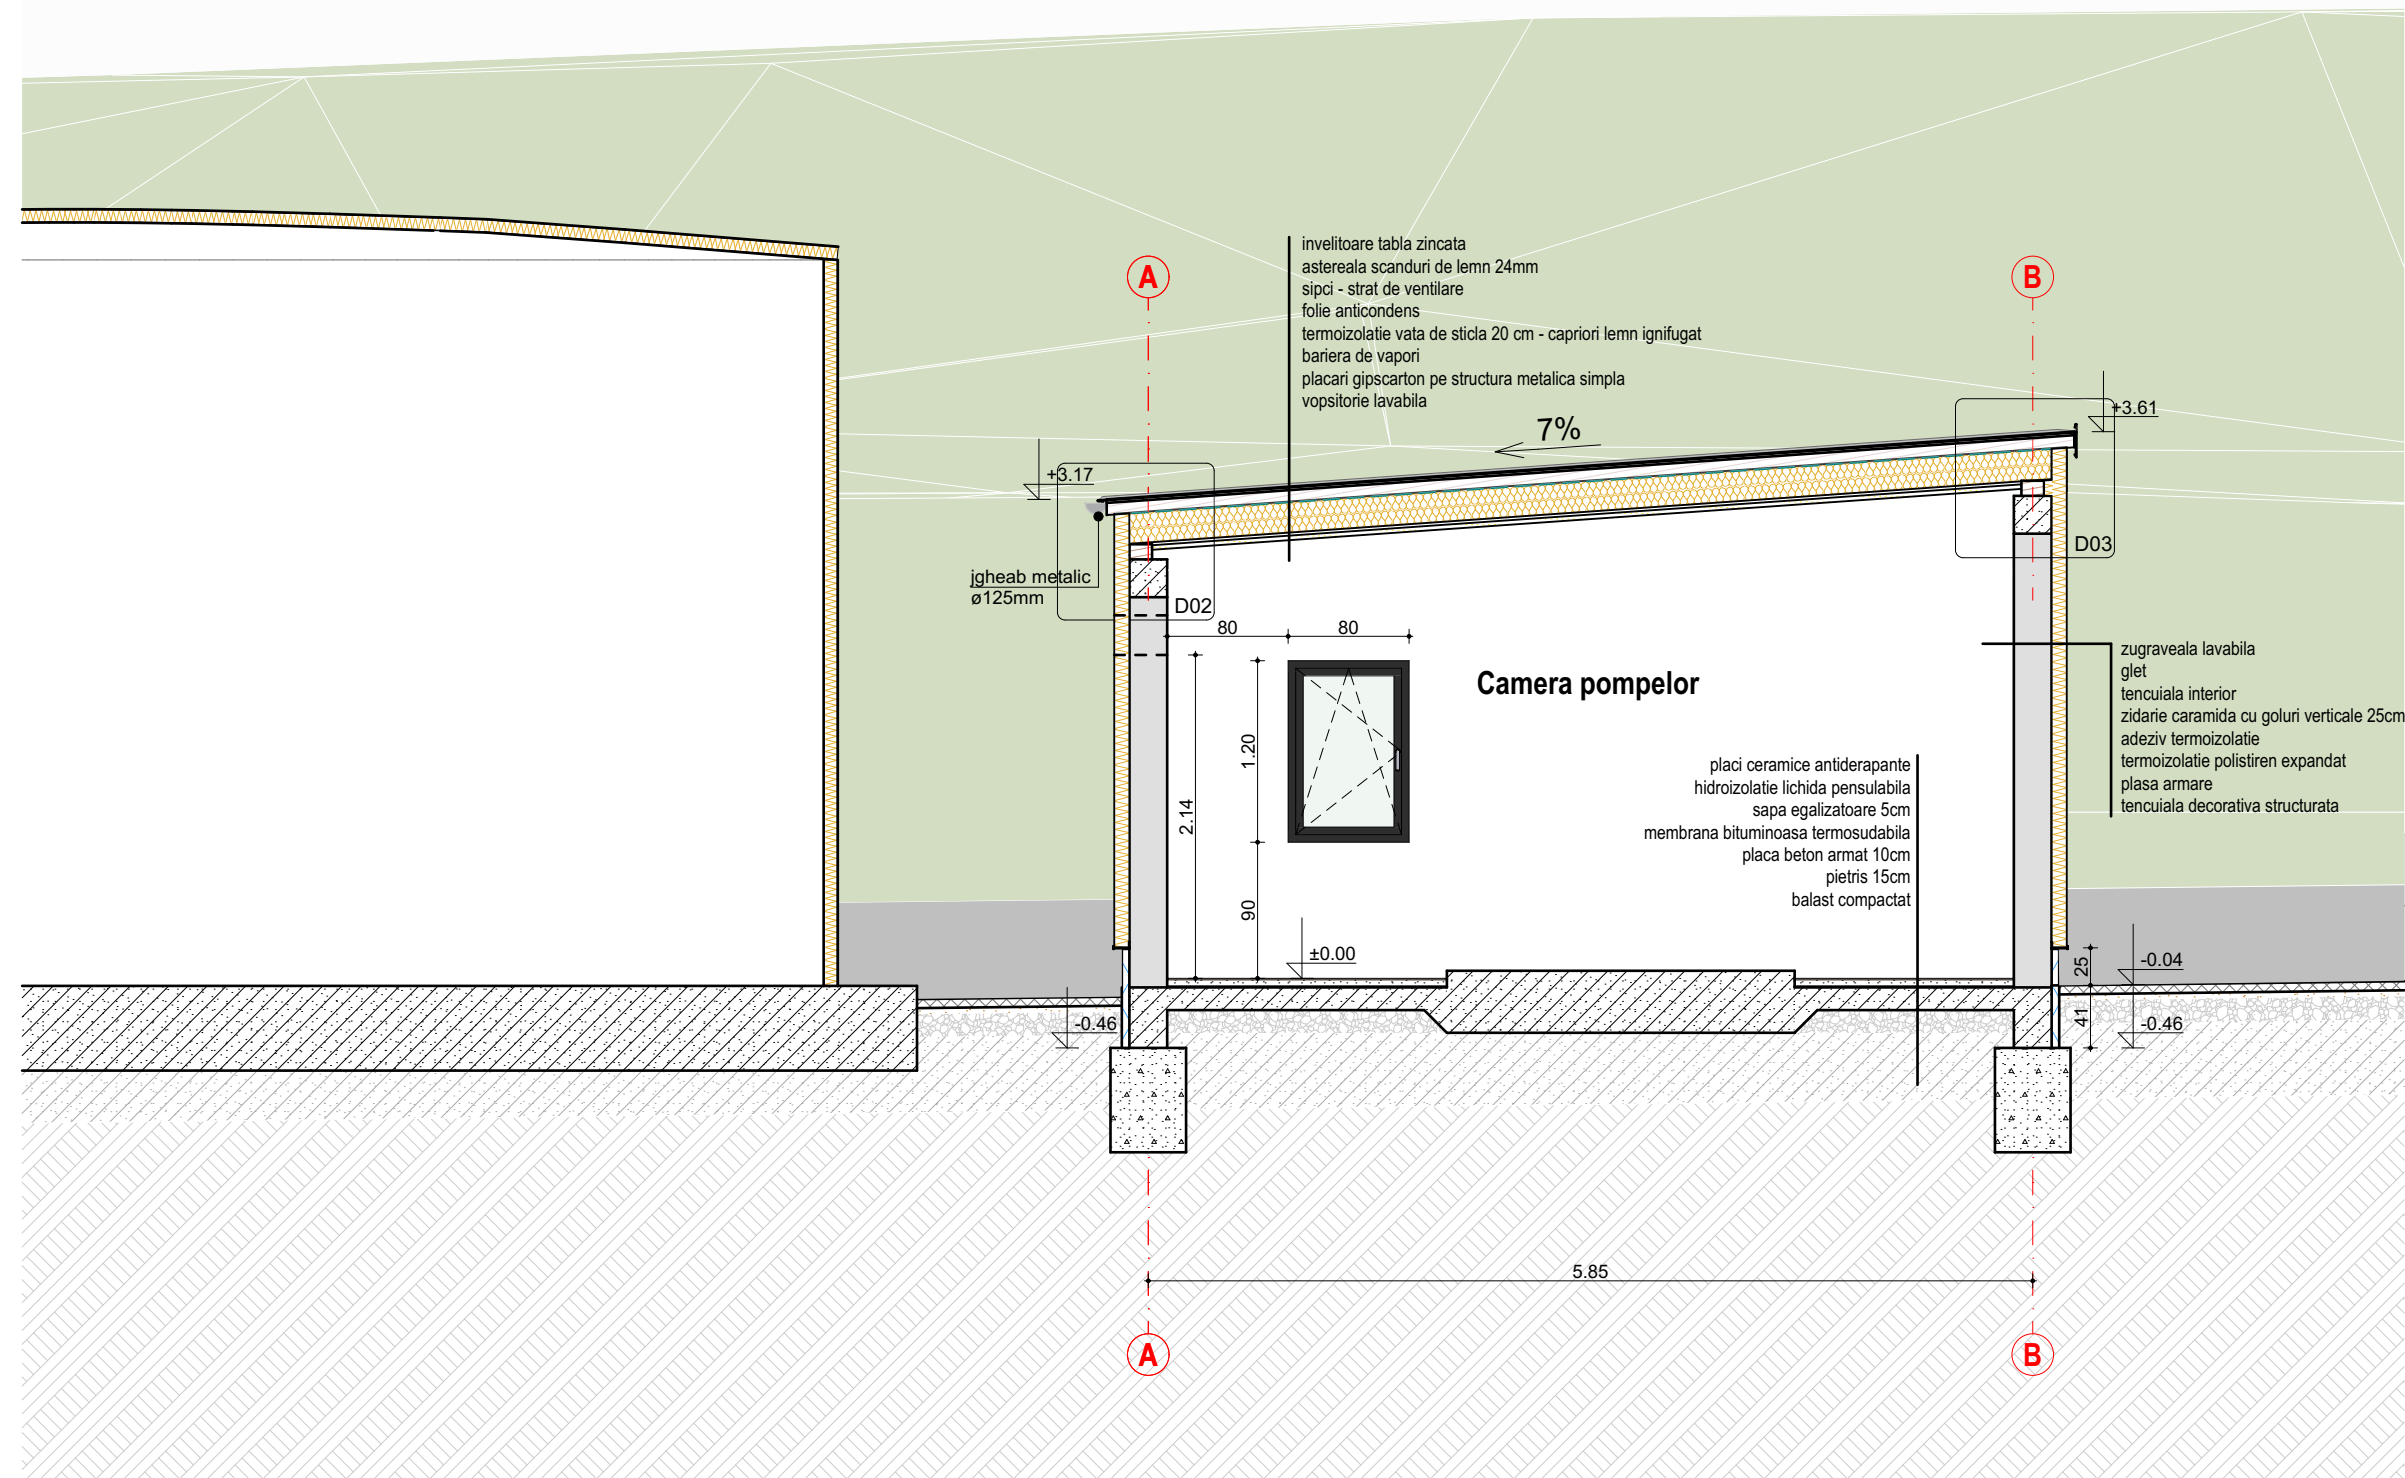 invelitoare tabla zincata
astereala scanduri de lemn 24mm
sipci - strat de ventilare
folie anticondens
termoizolatie vata de sticla 20 cm - capriori lemn ignifugat
bariera de vapori
placari gipscarton pe structura metalica simpla
vopsitorie lavabila
A
B
7%
+3.61
+3.17
D03
jgheab metalic
ø125mm
D02
80
80
Camera pompelor
zugraveala lavabila
glet
tencuiala interior
zidarie caramida cu goluri verticale 25cm
adeziv termoizolatie
termoizolatie polistiren expandat
plasa armare
tencuiala decorativa structurata
1.20
2.14
90
placi ceramice antiderapante
hidroizolatie lichida pensulabila
sapa egalizatoare 5cm
membrana bituminoasa termosudabila
placa beton armat 10cm
pietris 15cm
balast compactat
±0.00
25
-0.04
41
-0.46
-0.46
5.85
A
B